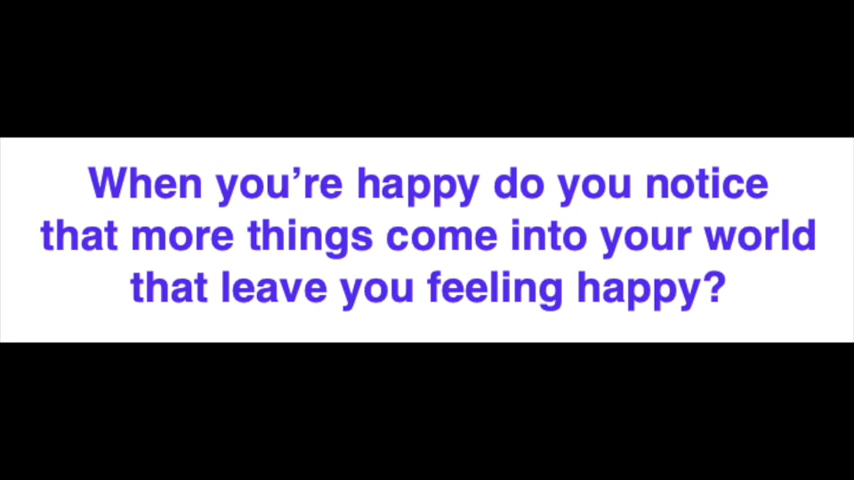 When you’re happy do you notice
that more things come into your world
that leave you feeling happy?